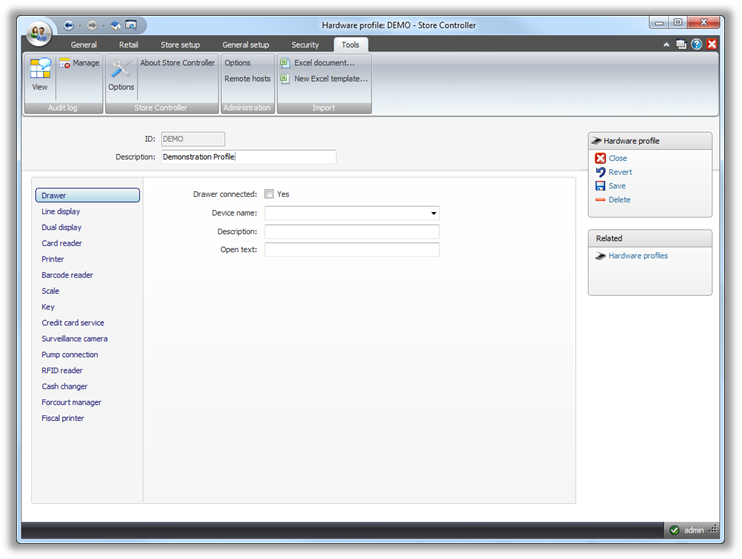 Hardware profile: DEMO - Store Controller
General Retail Store setup General setup Security Tools
View
Manage
Audit log
Options
About Store Controller
Store Controller
Options
Remote hosts
Administration
Excel document...
New Excel template...
Import
ID: DEMO
Description: Demonstration Profile
Drawer
Line display
Dual display
Card reader
Printer
Barcode reader
Scale
Key
Credit card service
Surveillance camera
Pump connection
RFID reader
Cash changer
Forcourt manager
Fiscal printer
Drawer connected: Yes
Device name:
Description:
Open text:
Hardware profile
Close
Revert
Save
Delete
Related
Hardware profiles
admin